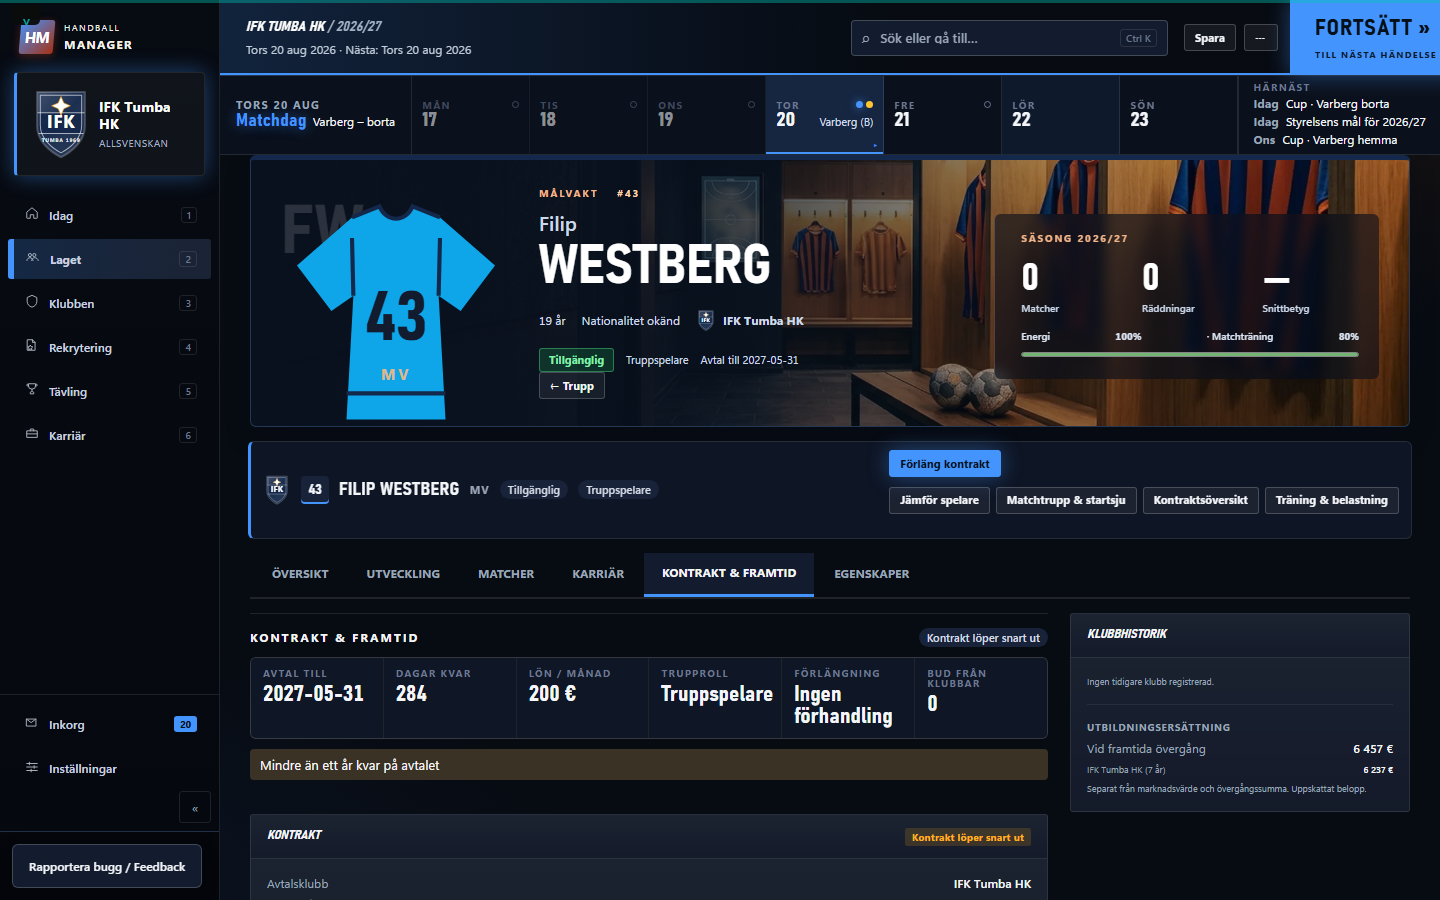 HM
HANDBALL
MANAGER
IFK
TUMBA 1969
IFK Tumba
HK
ALLSVENSKAN
Idag 1
Laget 2
Klubben 3
Rekrytering 4
Tävling 5
Karriär 6
Inkorg 20
Inställningar
«
Rapportera bugg / Feedback
IFK TUMBA HK / 2026/27
Tors 20 aug 2026 · Nästa: Tors 20 aug 2026
Sök eller gå till... Ctrl K
Spara
FORTSÄTT »
TILL NÄSTA HÄNDELSE
TORS 20 AUG
Matchdag Varberg – borta
MÅN
17
TIS
18
ONS
19
TOR
20 Varberg (B)
FRE
21
LÖR
22
SÖN
23
HÄRNÄST
Idag Cup · Varberg borta
Idag Styrelsens mål för 2026/27
Ons Cup · Varberg hemma
FW
43
MV
MÅLVAKT #43
Filip
WESTBERG
19 år Nationalitet okänd IFK IFK Tumba HK
Tillgänglig Truppspelare Avtal till 2027-05-31
← Trupp
SÄSONG 2026/27
0 0 —
Matcher Räddningar Snittbetyg
Energi 100% · Matchträning 80%
IFK 43 FILIP WESTBERG MV Tillgänglig Truppspelare
Förläng kontrakt
Jämför spelare Matchtrupp & startsju Kontraktsöversikt Träning & belastning
ÖVERSIKT UTVECKLING MATCHER KARRIÄR KONTRAKT & FRAMTID EGENSKAPER
KONTRAKT & FRAMTID Kontrakt löper snart ut
AVTAL TILL
2027-05-31
DAGAR KVAR
284
LÖN / MÅNAD
200 €
TRUPPROLL
Truppspelare
FÖRLÄNGNING
Ingen
förhandling
BUD FRÅN
KLUBBAR
0
Mindre än ett år kvar på avtalet
KONTRAKT Kontrakt löper snart ut
Avtalsklubb IFK Tumba HK
KLUBBHISTORIK
Ingen tidigare klubb registrerad.
UTBILDNINGSERSÄTTNING
Vid framtida övergång 6 457 €
IFK Tumba HK (7 år) 6 237 €
Separat från marknadsvärde och övergångssumma. Uppskattat belopp.